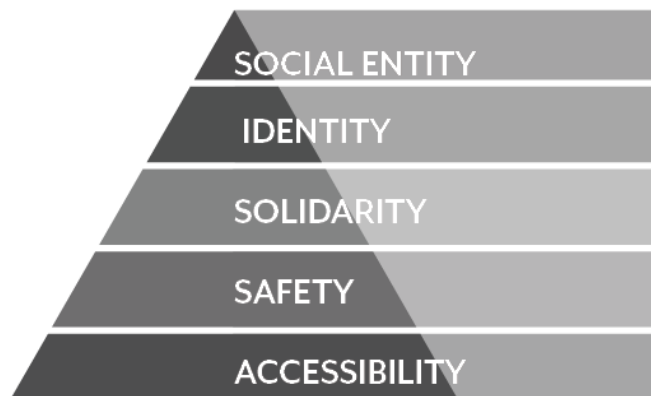 SOCIAL ENTITY
IDENTITY
SOLIDARITY
SAFETY
ACCESSIBILITY